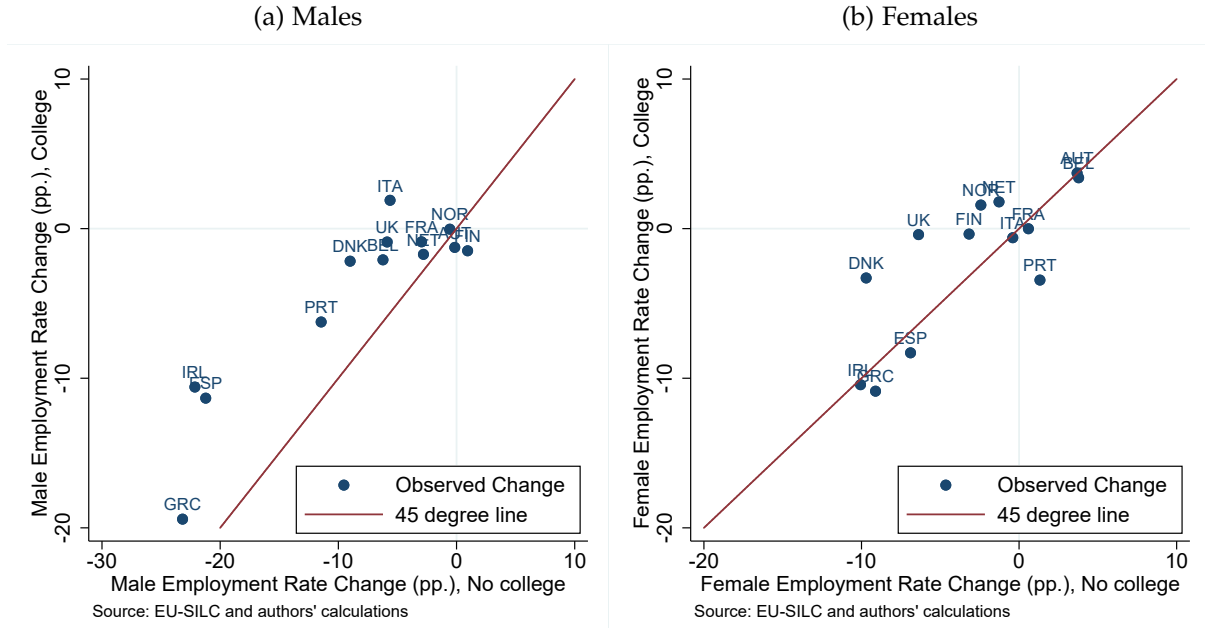 (a) Males
10
0
-10
-20
Male Employment Rate Change (pp.), College
ITA
NOR
UK
FRA
AUT
FIN
NET
DNK
BEL
PRT
IRL
ESP
GRC
Observed Change
45 degree line
-30
-20
-10
0
10
Male Employment Rate Change (pp.), No college
Source: EU-SILC and authors' calculations
(b) Females
10
0
-10
-20
Female Employment Rate Change (pp.), College
AUT
BEL
NOR
NET
UK
FIN
FRA
ITA
DNK
PRT
ESP
IRL
GRC
Observed Change
45 degree line
-20
-10
0
10
Female Employment Rate Change (pp.), No college
Source: EU-SILC and authors' calculations